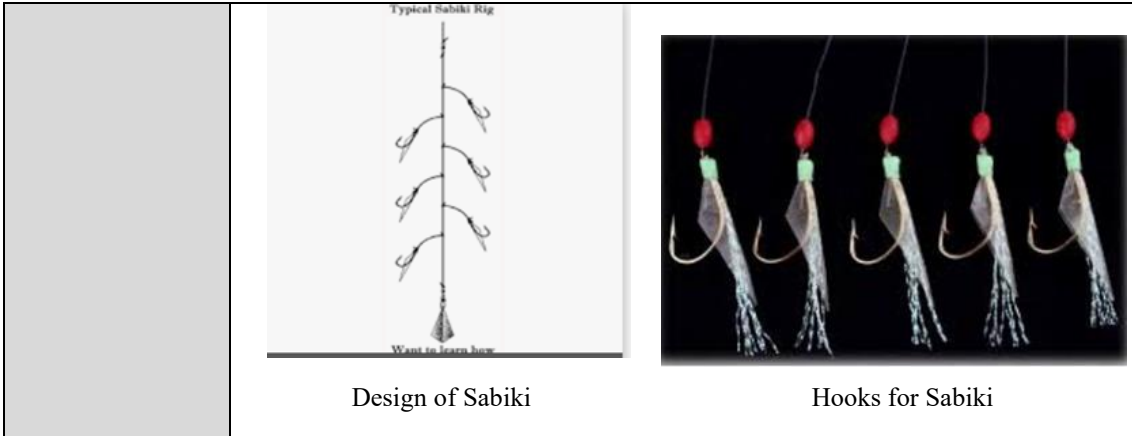 Typical Sabiki Rig
Want to learn how
Design of Sabiki
Hooks for Sabiki